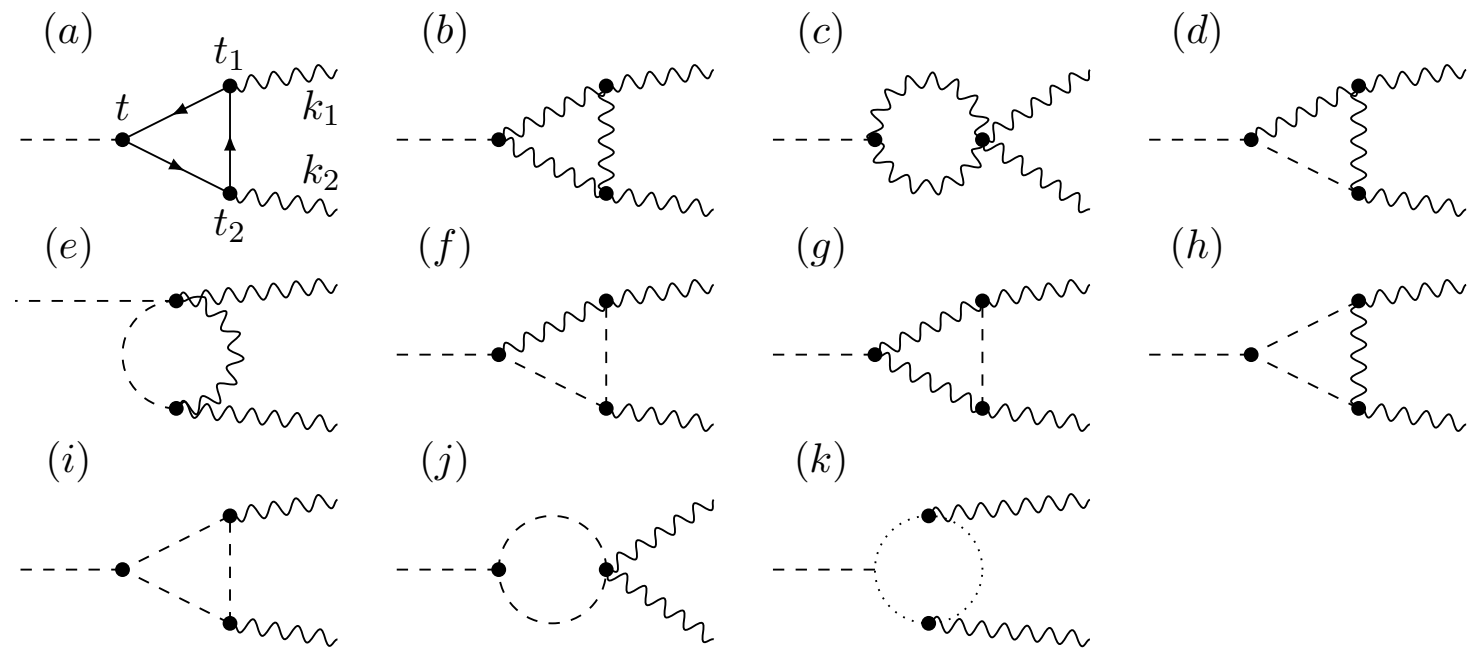 (a) (b) (c) (d)
t t₁ k₁
k₂
t₂
(e) (f) (g) (h)
(i) (j) (k)